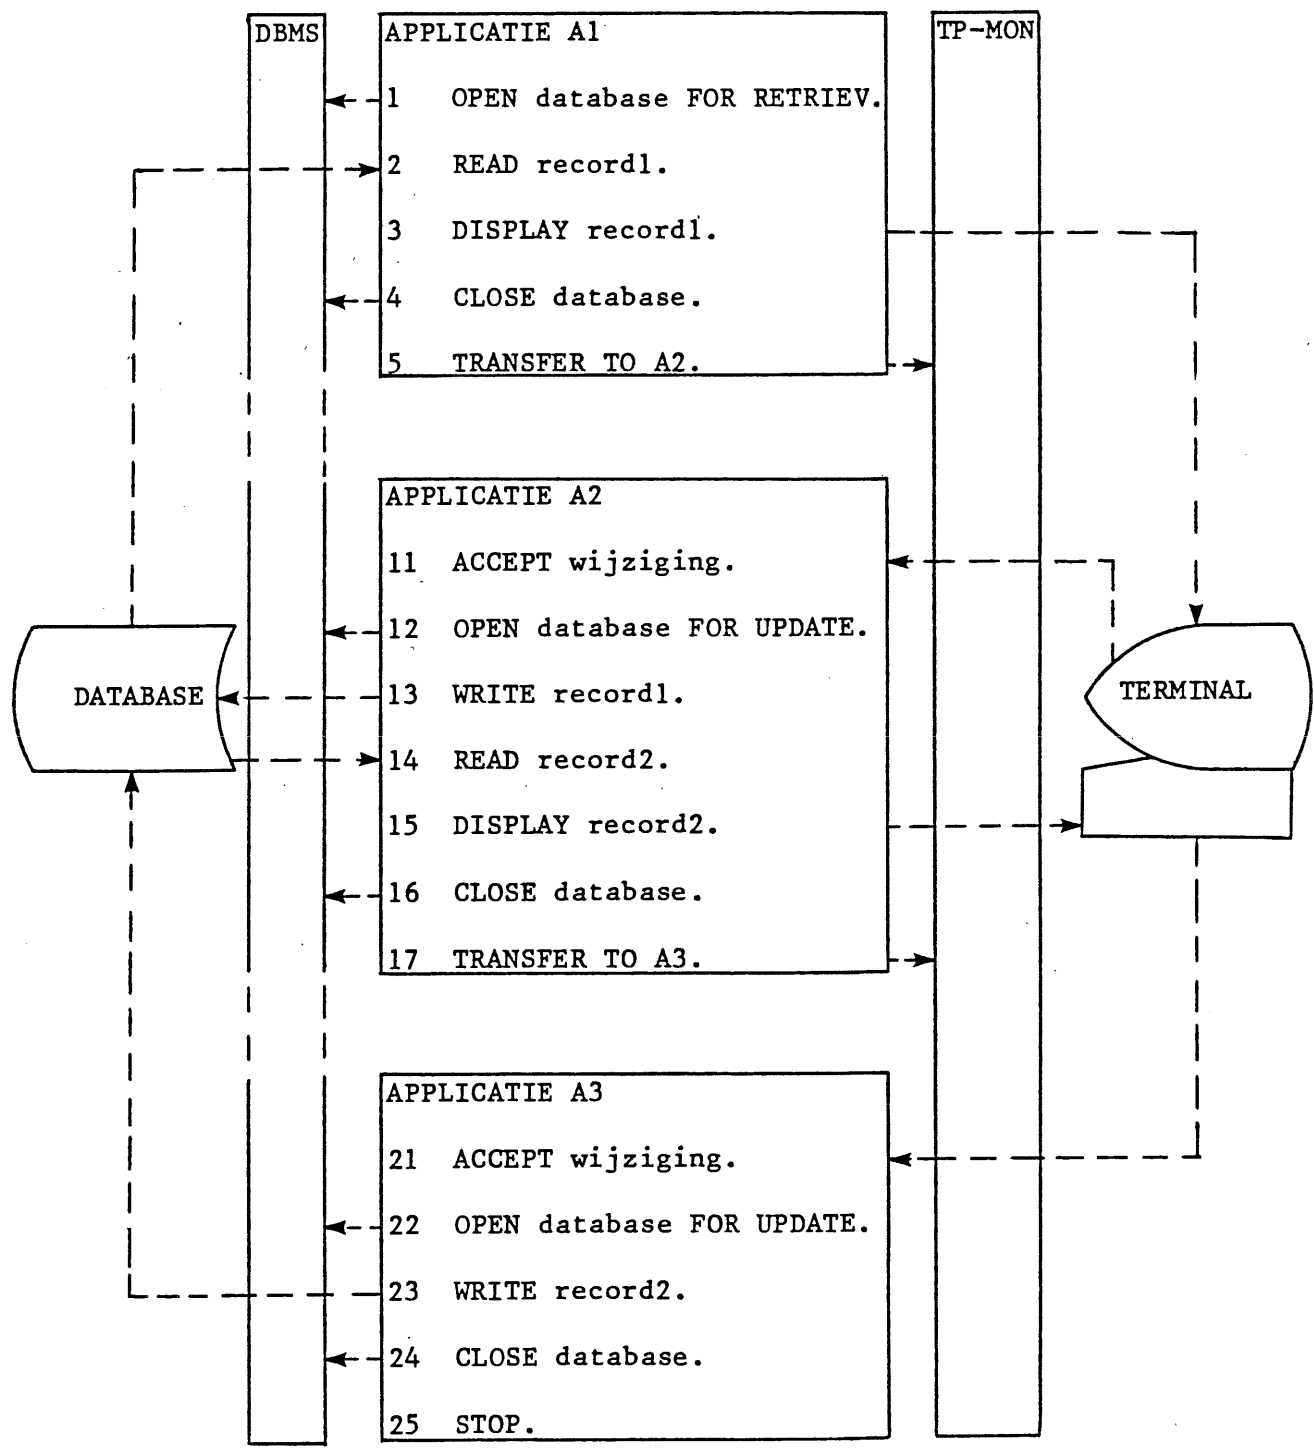 DBMS
APPLICATIE A1
TP-MON
1 OPEN database FOR RETRIEV.
2 READ record1.
3 DISPLAY record1.
4 CLOSE database.
5 TRANSFER TO A2.
APPLICATIE A2
11 ACCEPT wijziging.
12 OPEN database FOR UPDATE.
13 WRITE record1.
14 READ record2.
15 DISPLAY record2.
16 CLOSE database.
17 TRANSFER TO A3.
DATABASE
TERMINAL
APPLICATIE A3
21 ACCEPT wijziging.
22 OPEN database FOR UPDATE.
23 WRITE record2.
24 CLOSE database.
25 STOP.